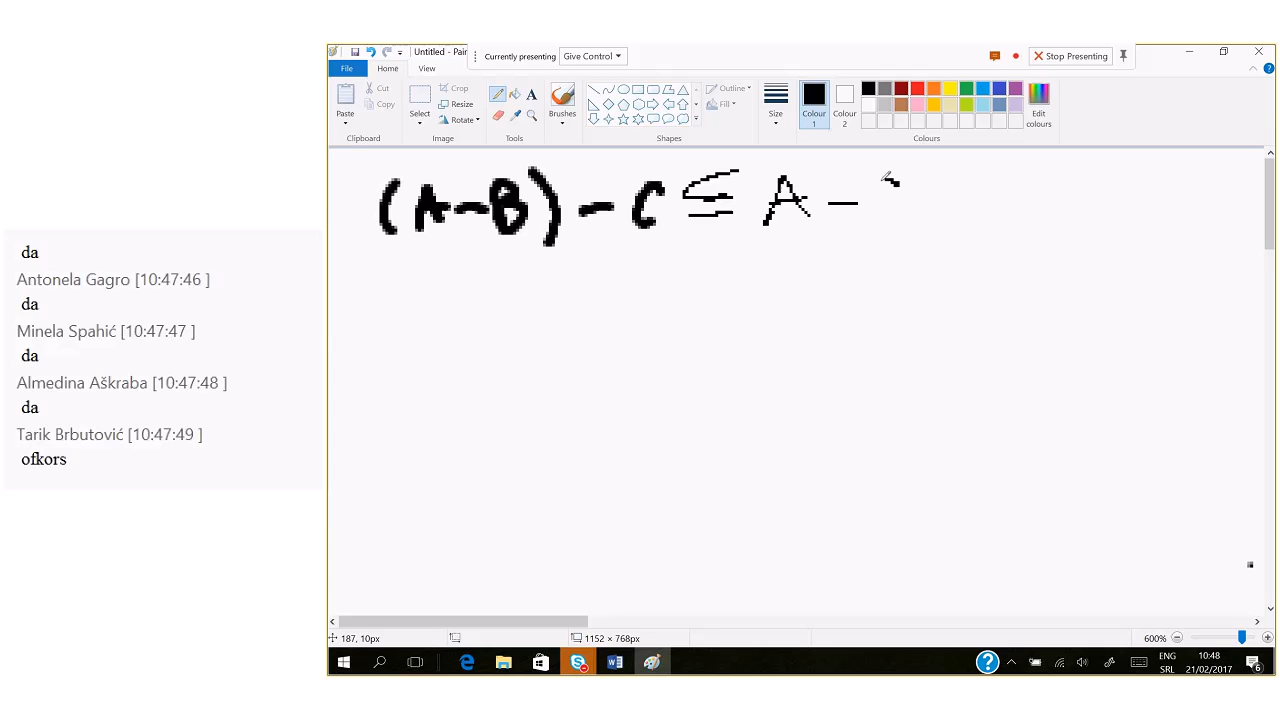 da
Antonela Gagro [10:47:46 ]
da
Minela Spahić [10:47:47 ]
da
Almedina Aškraba [10:47:48 ]
da
Tarik Brbutović [10:47:49 ]
ofkors
Untitled - Pair
Currently presenting
Give Control
Stop Presenting
File
Home
View
Paste
Cut
Copy
Clipboard
Select
Crop
Resize
Rotate
Image
Tools
Brushes
Outline
Fill
Shapes
Size
Colour 1
Colour 2
Edit colours
Colours
(A-B) - C ⊆ A -
187, 10px
1152 × 768px
600%
ENG
SRL
10:48
21/02/2017
6